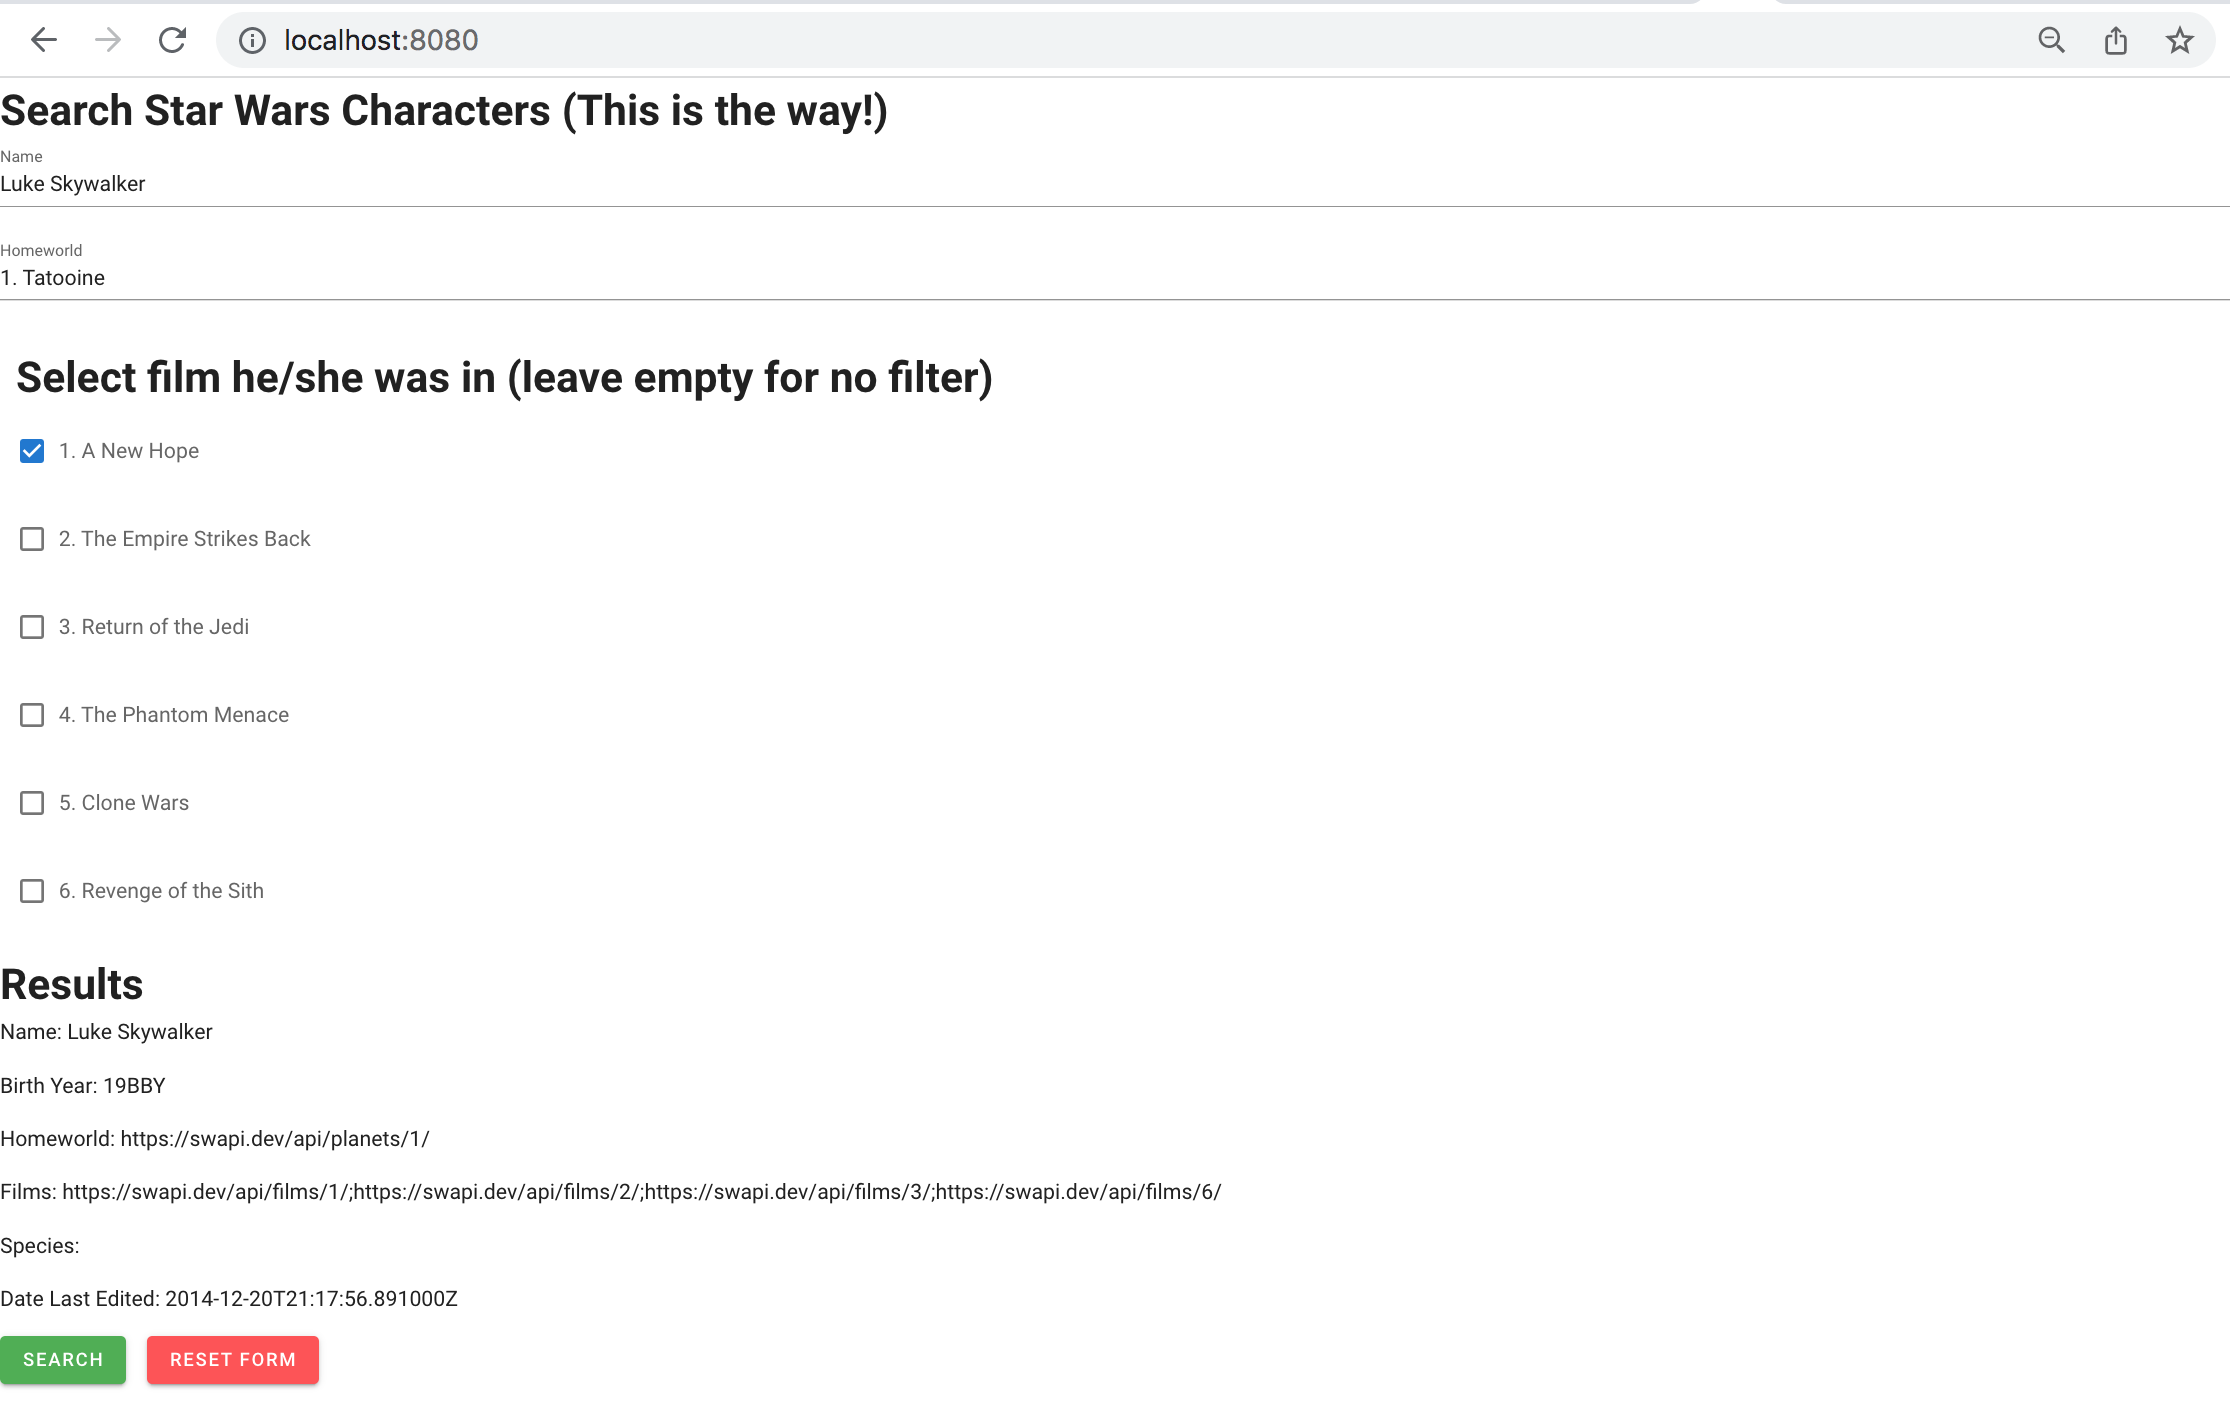 localhost:8080
Search Star Wars Characters (This is the way!)
Name
Luke Skywalker
Homeworld
1. Tatooine
Select film he/she was in (leave empty for no filter)
1. A New Hope
2. The Empire Strikes Back
3. Return of the Jedi
4. The Phantom Menace
5. Clone Wars
6. Revenge of the Sith
Results
Name: Luke Skywalker
Birth Year: 19BBY
Homeworld: https://swapi.dev/api/planets/1/
Films: https://swapi.dev/api/films/1/;https://swapi.dev/api/films/2/;https://swapi.dev/api/films/3/;https://swapi.dev/api/films/6/
Species:
Date Last Edited: 2014-12-20T21:17:56.891000Z
SEARCH RESET FORM